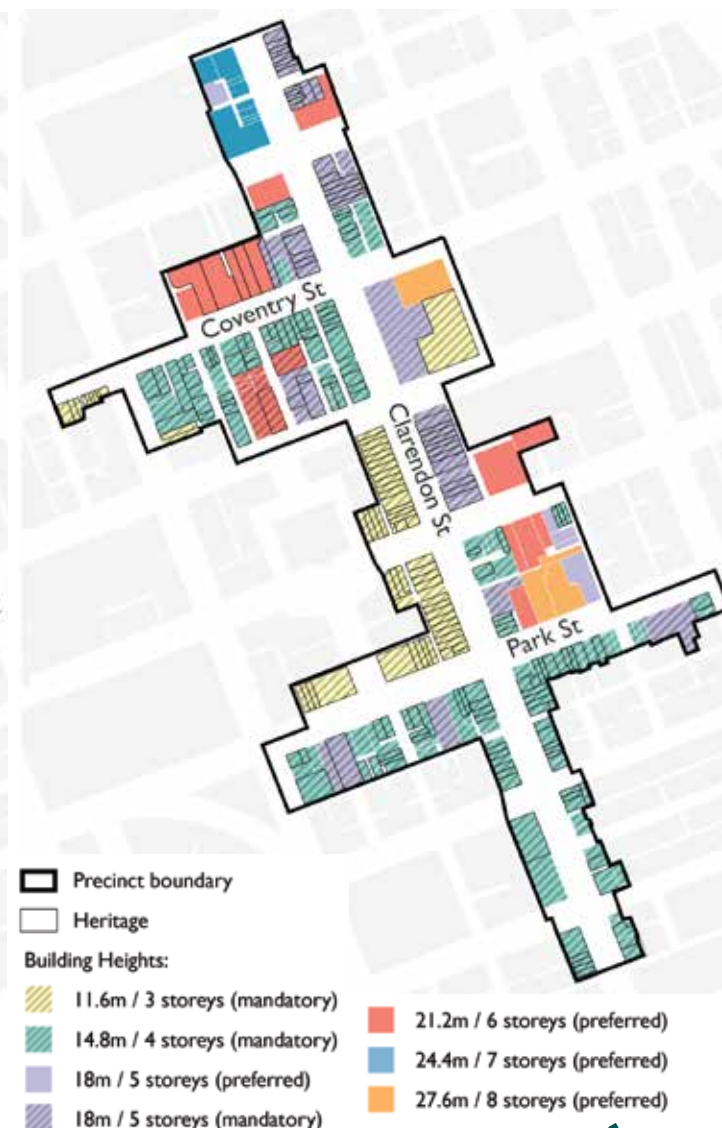 Coventry St
Clarendon St
Park St
Precinct boundary
Heritage
Building Heights:
11.6m / 3 storeys (mandatory)
14.8m / 4 storeys (mandatory)
18m / 5 storeys (preferred)
18m / 5 storeys (mandatory)
21.2m / 6 storeys (preferred)
24.4m / 7 storeys (preferred)
27.6m / 8 storeys (preferred)